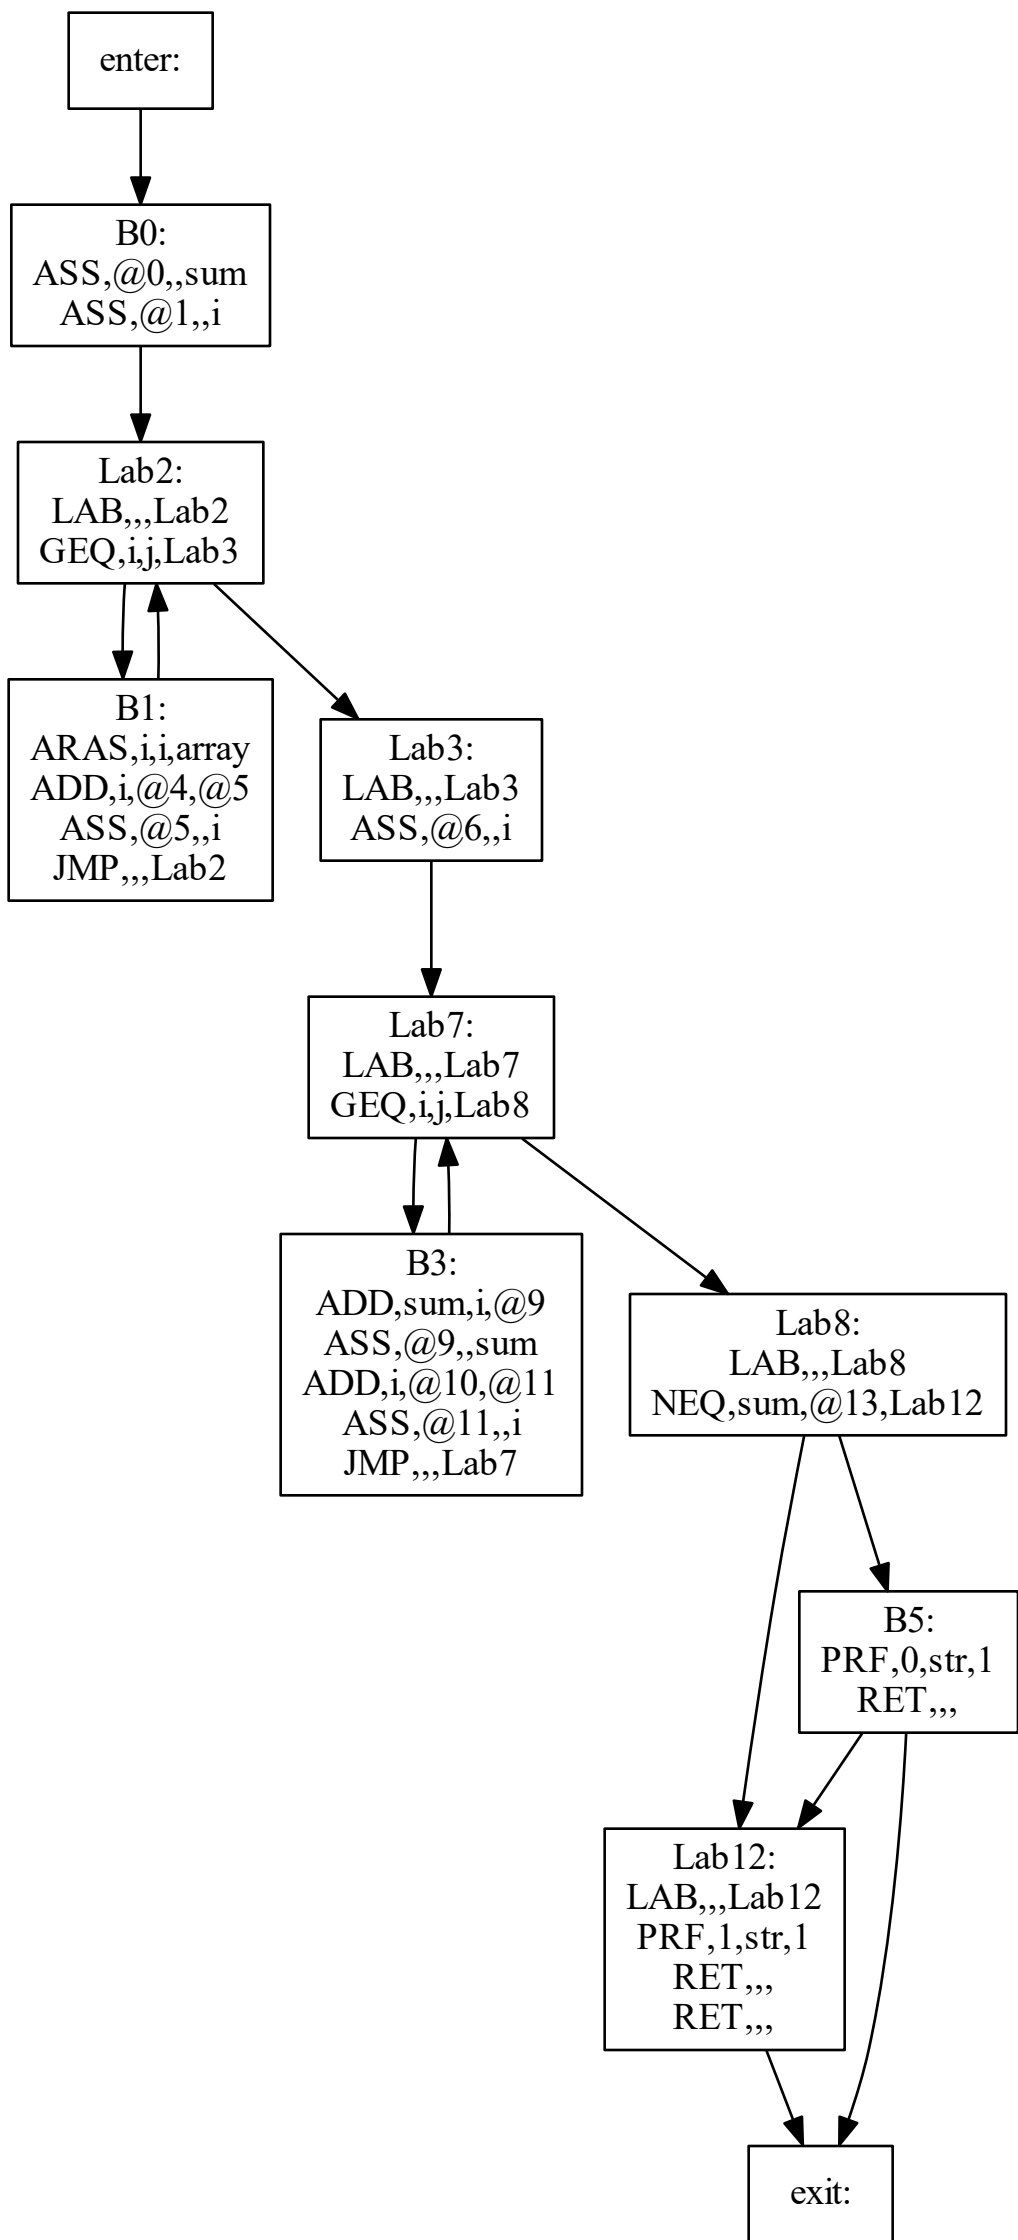 enter:
B0:
ASS,@0,,sum
ASS,@1,,i
Lab2:
LAB,,,Lab2
GEQ,i,j,Lab3
B1:
ARAS,i,i,array
ADD,i,@4,@5
ASS,@5,,i
JMP,,,Lab2
Lab3:
LAB,,,Lab3
ASS,@6,,i
Lab7:
LAB,,,Lab7
GEQ,i,j,Lab8
B3:
ADD,sum,i,@9
ASS,@9,,sum
ADD,i,@10,@11
ASS,@11,,i
JMP,,,Lab7
Lab8:
LAB,,,Lab8
NEQ,sum,@13,Lab12
B5:
PRF,0,str,1
RET,,,
Lab12:
LAB,,,Lab12
PRF,1,str,1
RET,,,
RET,,,
exit: